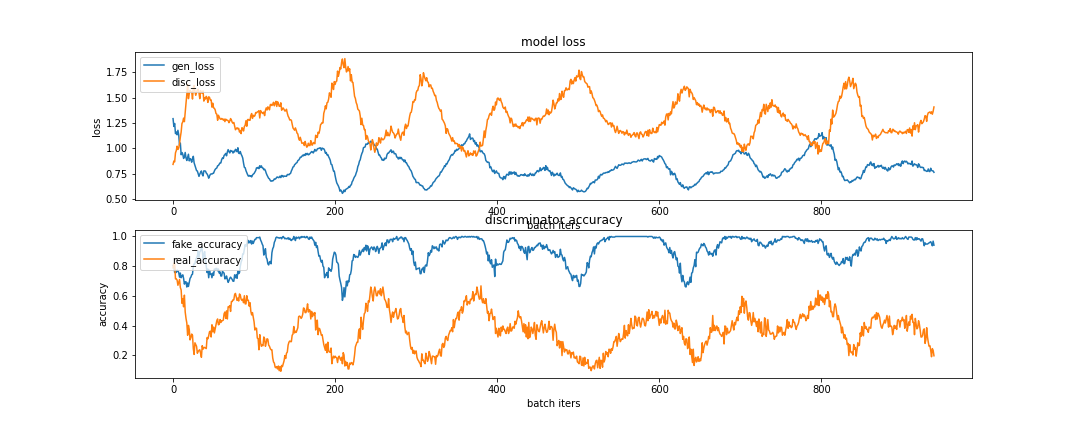 model loss
gen_loss
disc_loss
1.75
1.50
1.25
1.00
0.75
0.50
loss
0 200 400 600 800
batch iters
discriminator accuracy
fake_accuracy
real_accuracy
1.0
0.8
0.6
0.4
0.2
accuracy
0 200 400 600 800
batch iters